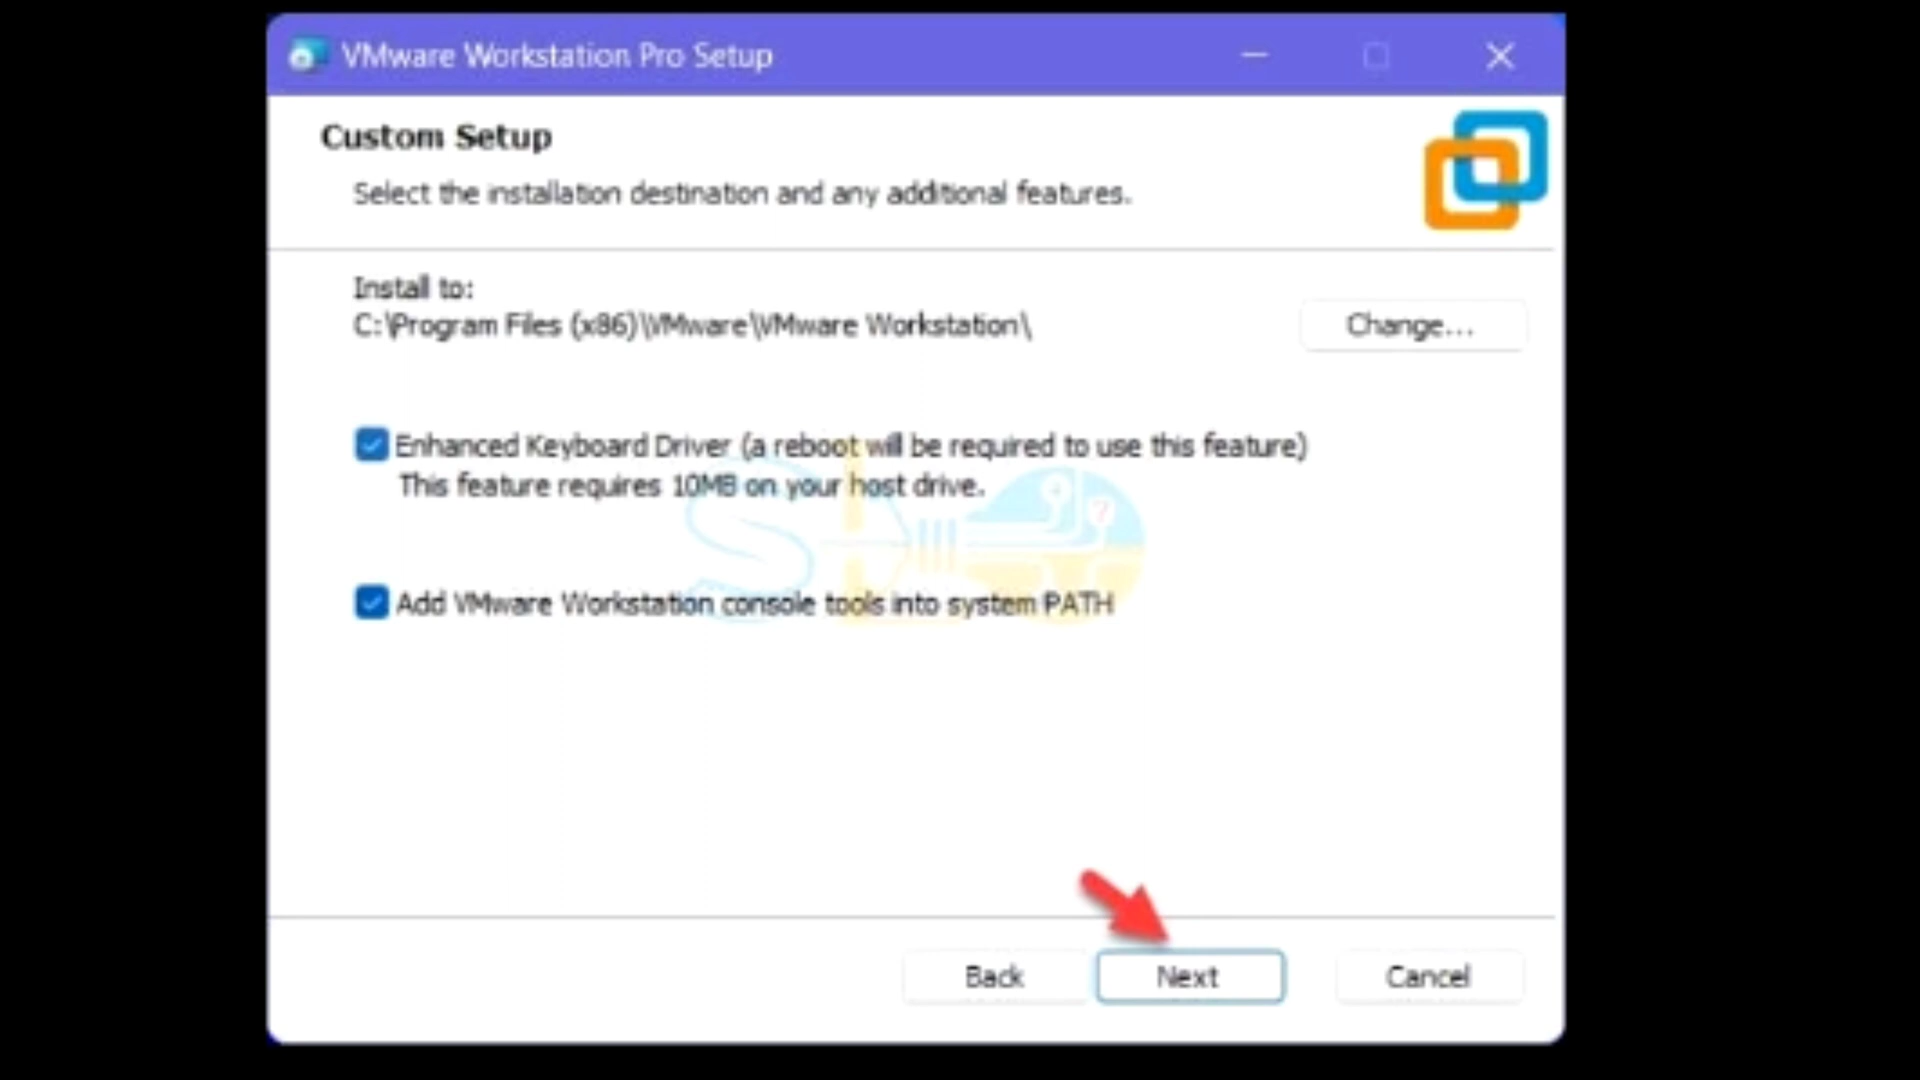 VMware Workstation Pro Setup
Custom Setup
Select the installation destination and any additional features.
Install to:
C:\Program Files (x86)\VMware\VMware Workstation\
Change...
Enhanced Keyboard Driver (a reboot will be required to use this feature)
This feature requires 10MB on your host drive.
Add VMware Workstation console tools into system PATH
Back
Next
Cancel